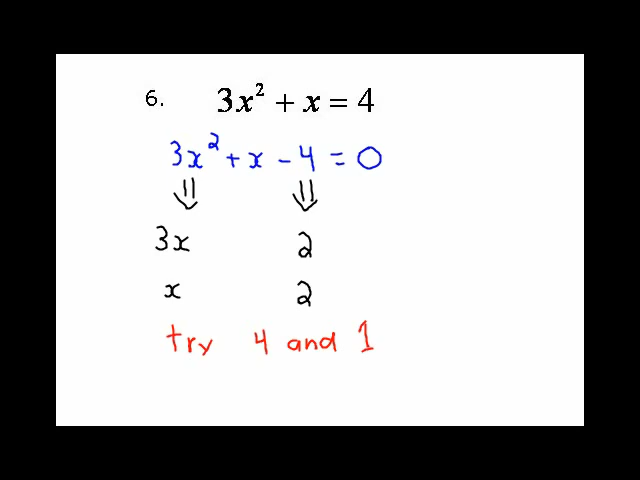 6. 3x² + x = 4
3x² + x - 4 = 0
⇓ ⇓
3x 2
x 2
try 4 and 1